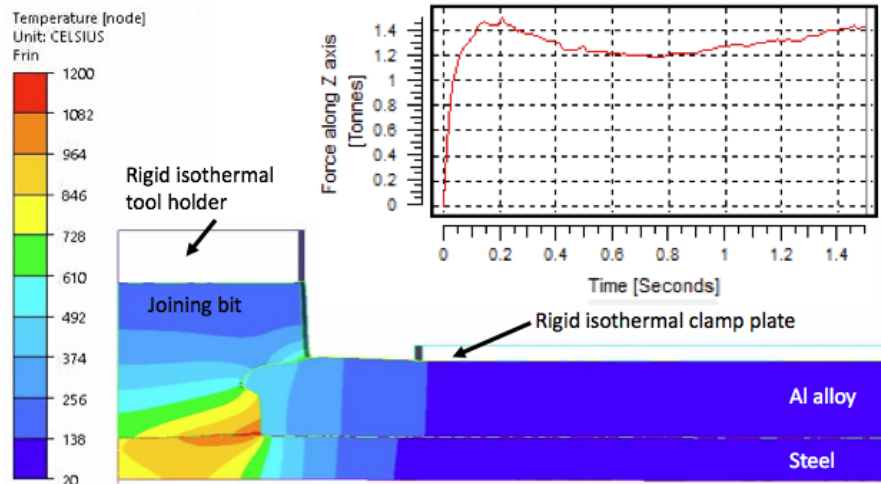 Temperature [node]
Unit: CELSIUS
Frin
1200
1082
964
846
728
610
492
374
256
138
20
Rigid isothermal
tool holder
Joining bit
Force along Z axis
[Tonnes]
1.4
1.2
1.0
0.8
0.6
0.4
0.2
0
0 0.2 0.4 0.6 0.8 1 1.2 1.4
Time [Seconds]
Rigid isothermal clamp plate
Al alloy
Steel